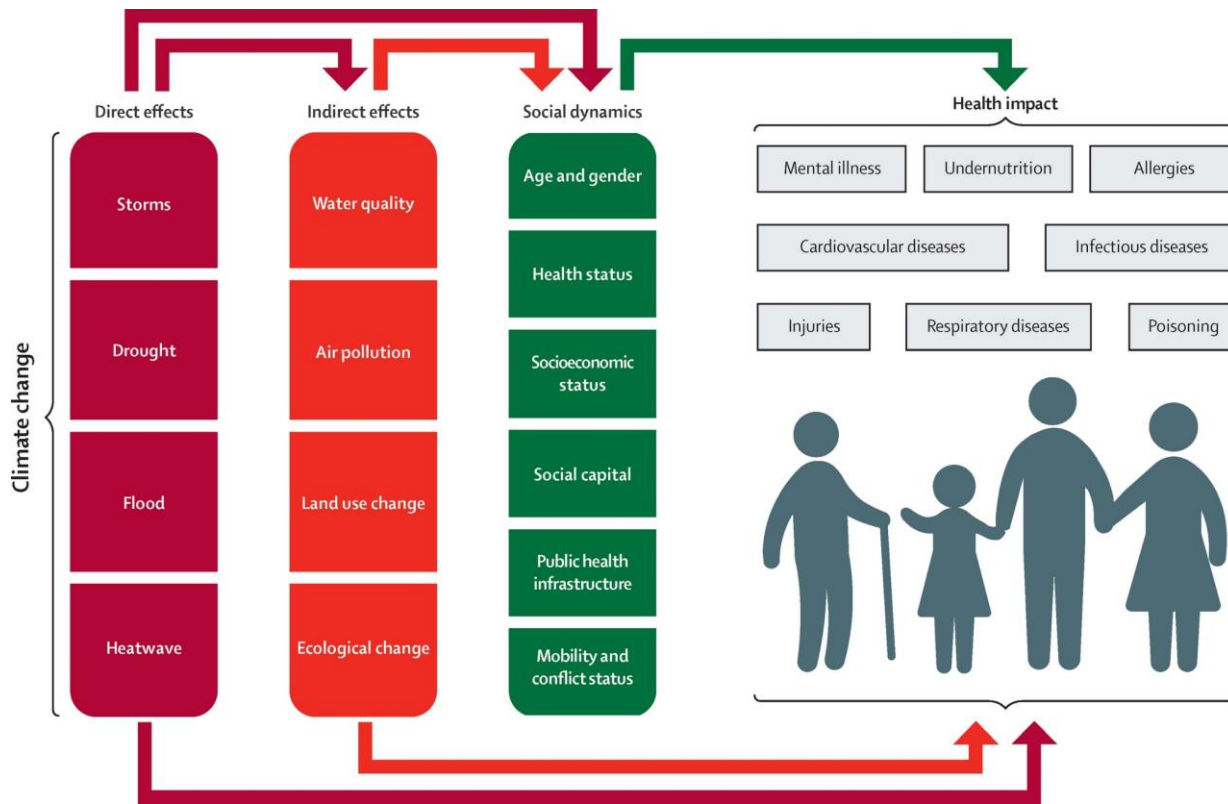 Direct effects
Indirect effects
Social dynamics
Health impact
Climate change
Storms
Drought
Flood
Heatwave
Water quality
Air pollution
Land use change
Ecological change
Age and gender
Health status
Socioeconomic
status
Social capital
Public health
infrastructure
Mobility and
conflict status
Mental illness
Undernutrition
Allergies
Cardiovascular diseases
Infectious diseases
Injuries
Respiratory diseases
Poisoning